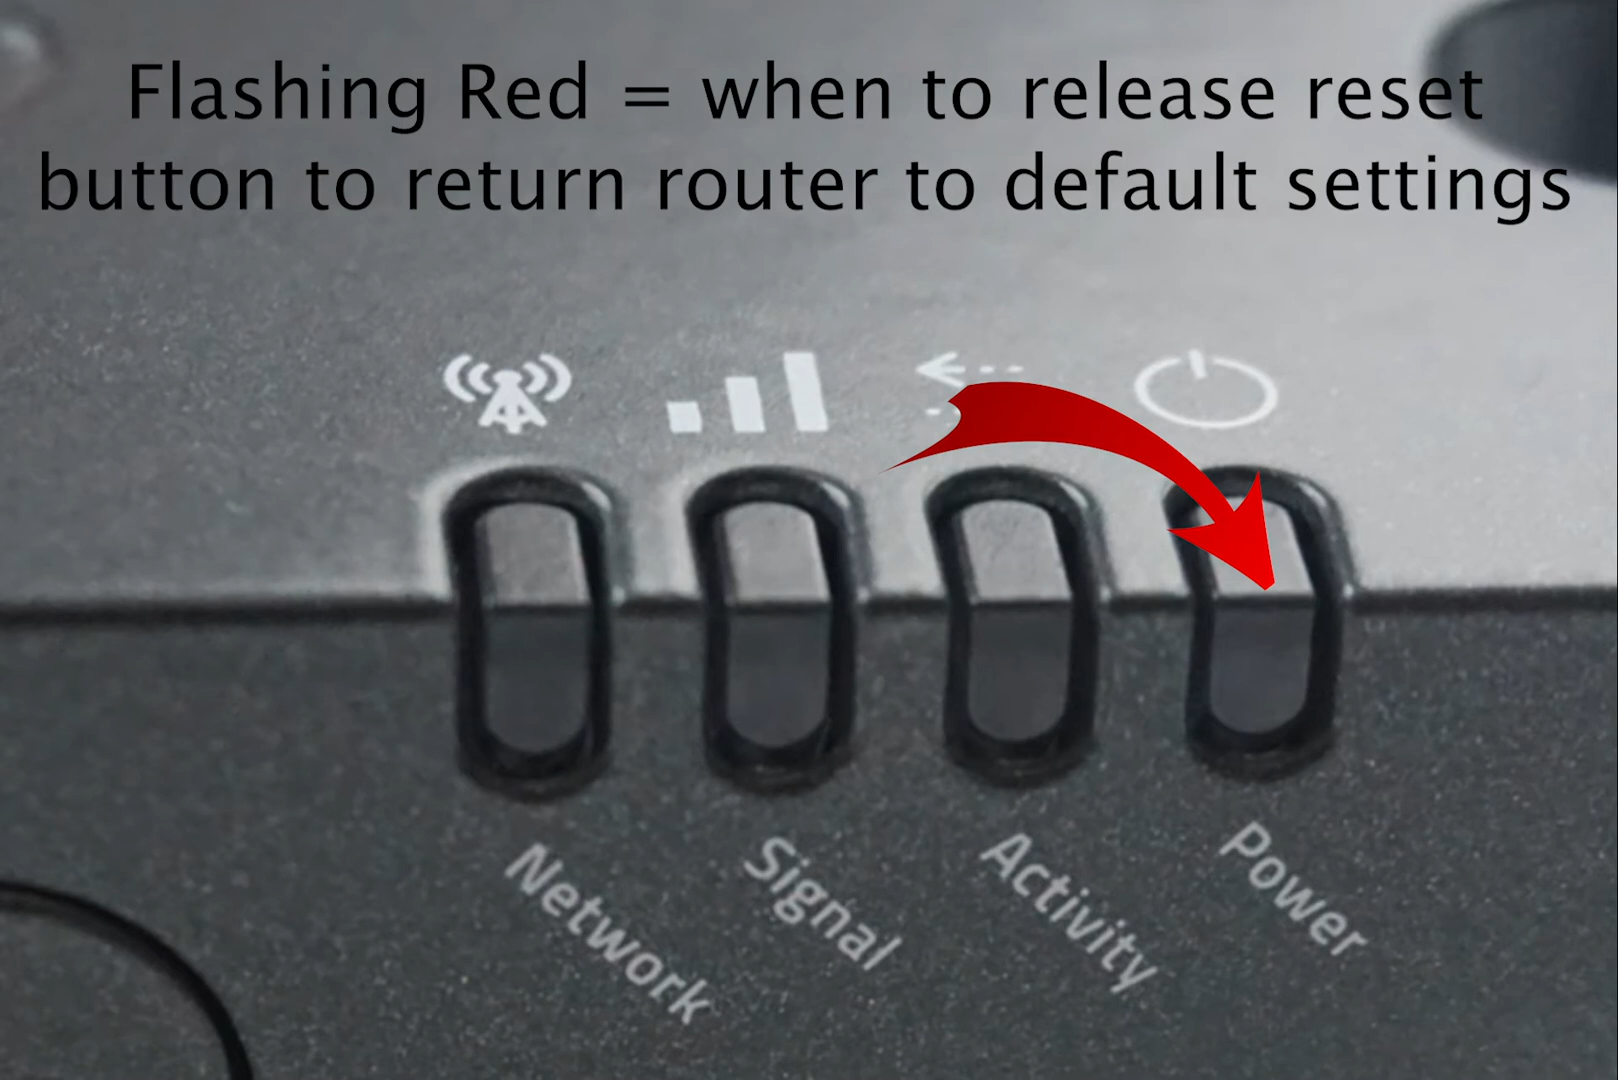 Flashing Red = when to release reset
button to return router to default settings
Network
Signal
Activity
Power